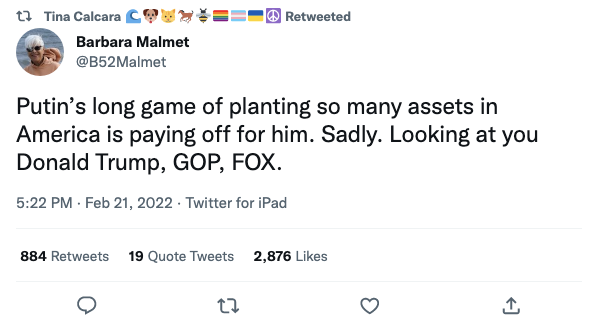 Tina Calcara 🌊🐶🐱🐎🐝🏳️‍🌈🏳️‍⚧️🇺🇦☮️ Retweeted
Barbara Malmet
@B52Malmet
Putin’s long game of planting so many assets in
America is paying off for him. Sadly. Looking at you
Donald Trump, GOP, FOX.
5:22 PM · Feb 21, 2022 · Twitter for iPad
884 Retweets 19 Quote Tweets 2,876 Likes